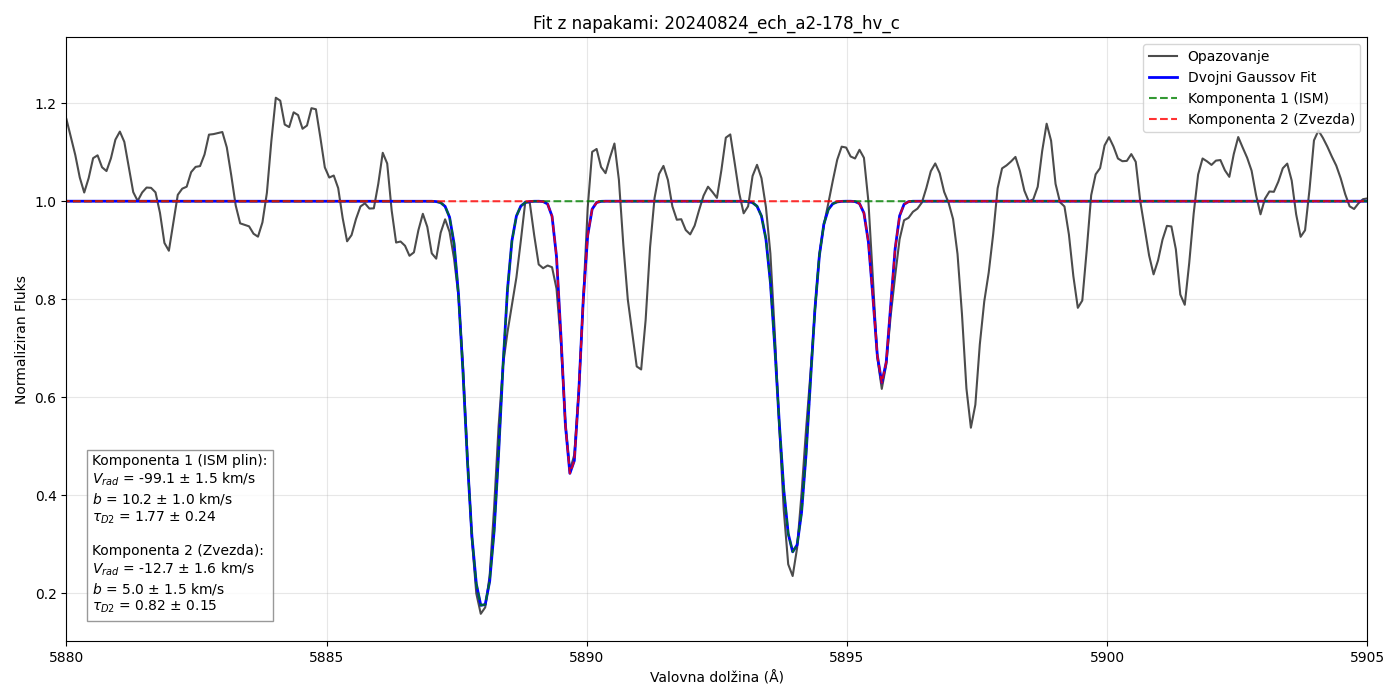 Fit z napakami: 20240824_ech_a2-178_hv_c
Opazovanje
Dvojni Gaussov Fit
Komponenta 1 (ISM)
Komponenta 2 (Zvezda)
Normaliziran Fluks
1.2
1.0
0.8
0.6
0.4
0.2
Komponenta 1 (ISM plin):
V_rad = -99.1 ± 1.5 km/s
b = 10.2 ± 1.0 km/s
τ_D2 = 1.77 ± 0.24
Komponenta 2 (Zvezda):
V_rad = -12.7 ± 1.6 km/s
b = 5.0 ± 1.5 km/s
τ_D2 = 0.82 ± 0.15
5880 5885 5890 5895 5900 5905
Valovna dolžina (Å)